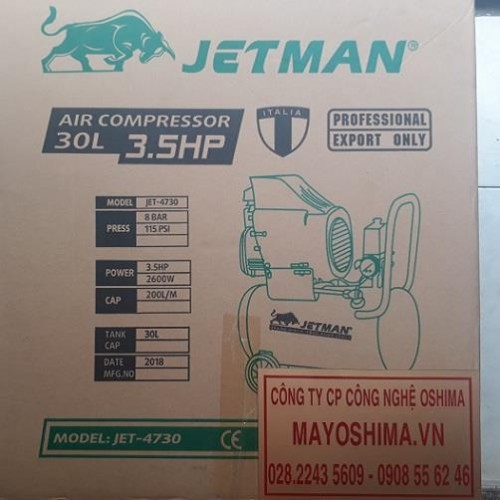 JETMAN®
AIR COMPRESSOR
30L 3.5HP
ITALIA
PROFESSIONAL
EXPORT ONLY
MODEL JET-4730
PRESS 8 BAR
115 PSI
POWER 3.5HP
2600W
CAP 200L/M
TANK CAP 30L
DATE MFG.NO 2018
JETMAN
MODEL: JET-4730 CE
CÔNG TY CP CÔNG NGHỆ OSHIMA
MAYOSHIMA.VN
028.2243 5609 - 0908 55 62 46